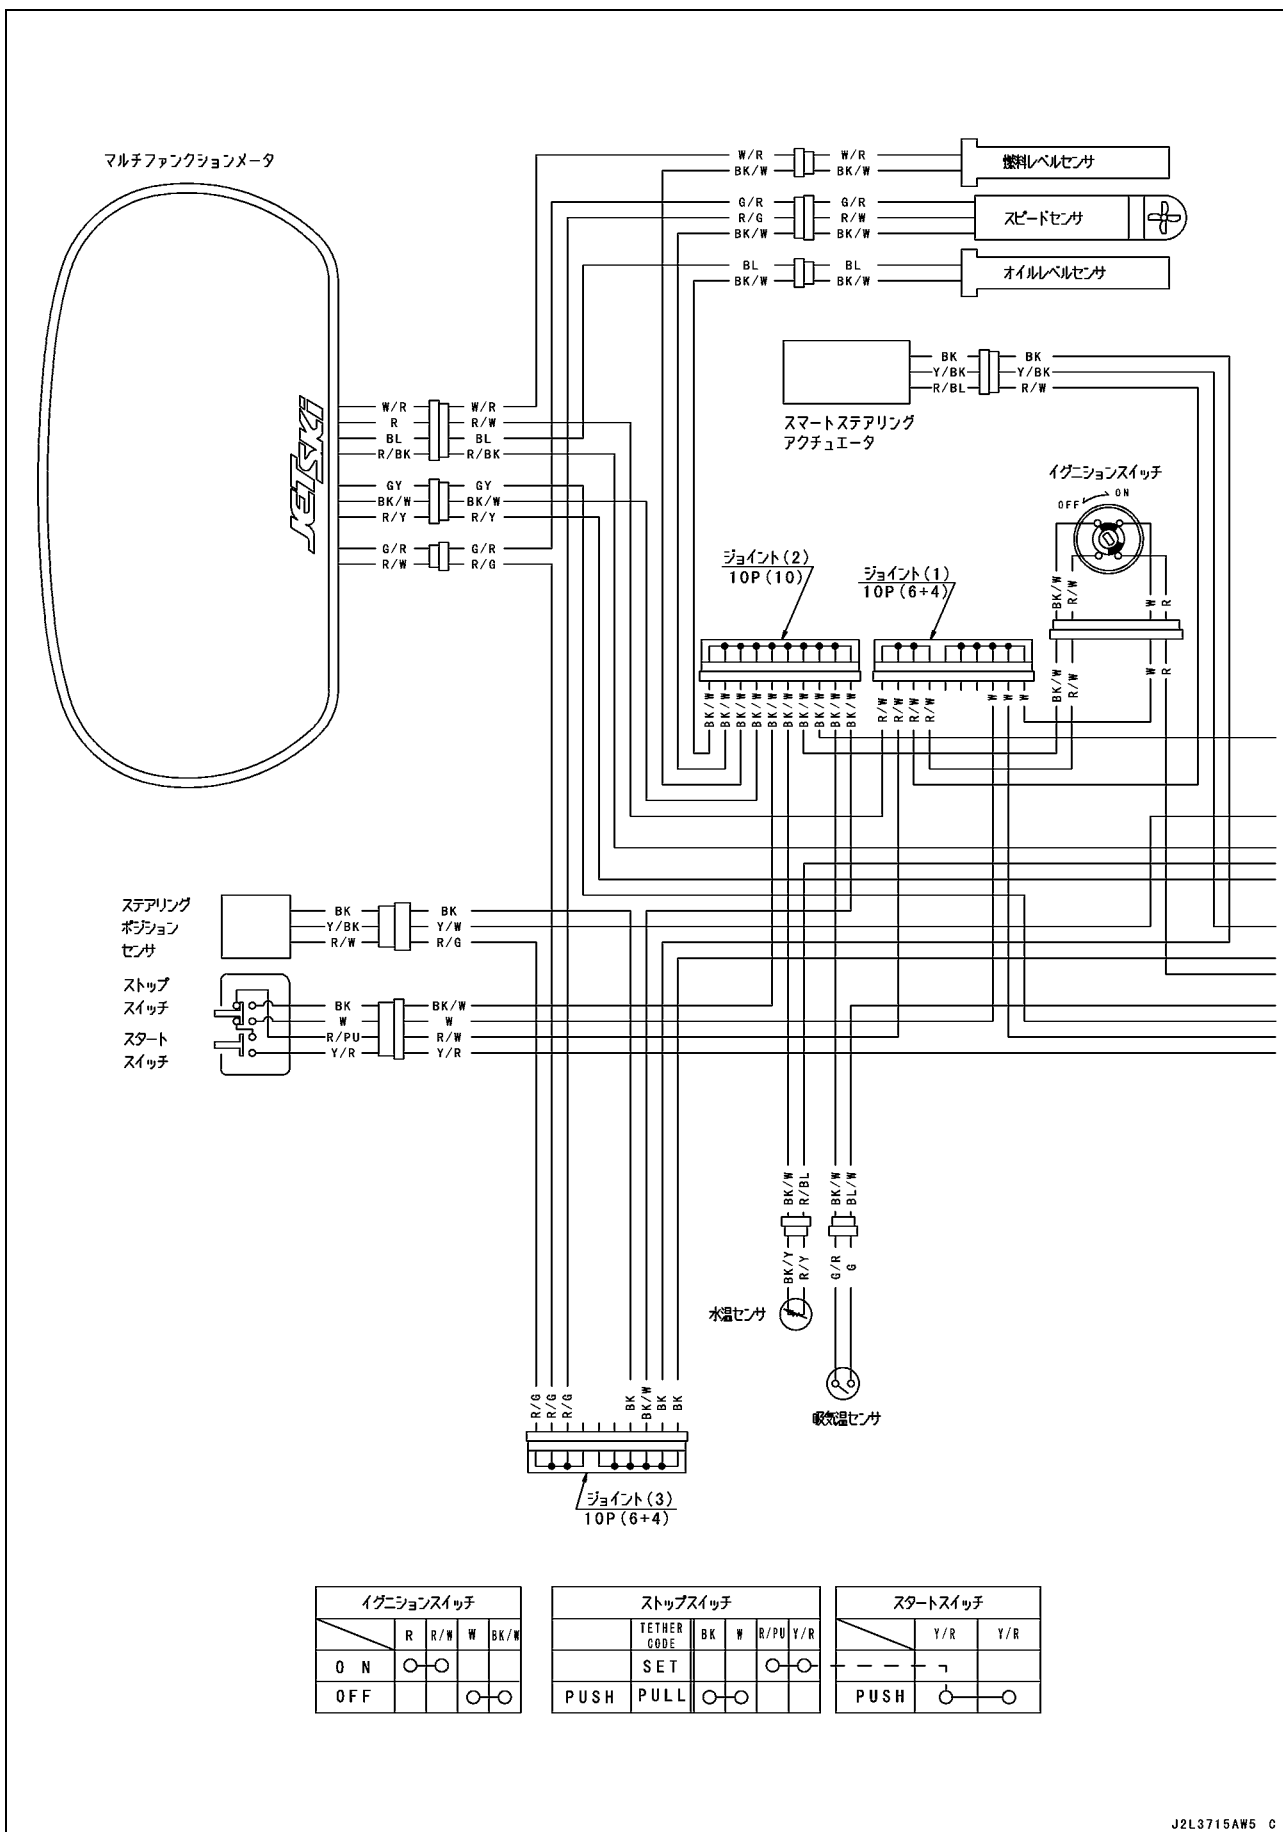 マルチファンクションメータ
W/R W/R
BK/W BK/W
燃料レベルセンサ
G/R G/R
R/G R/W
BK/W BK/W
スピードセンサ
BL BL
BK/W BK/W
オイルレベルセンサ
BK BK
Y/BK Y/BK
R/BL R/W
スマートステアリング
アクチュエータ
W/R W/R
R R/W
BL BL
R/BK R/BK
GY GY
BK/W BK/W
R/Y R/Y
G/R G/R
R/W R/G
イグニションスイッチ
OFF ON
BK/W R/W W R
BK/W R/W W R
ジョイント(2)
10P(10)
ジョイント(1)
10P(6+4)
BK/W BK/W BK/W BK/W BK/W BK/W BK/W BK/W BK/W BK/W
R/W R/W R/W R/W W W W
ステアリング
ポジション
センサ
BK BK
Y/BK Y/W
R/W R/G
ストップ
スイッチ
スタート
スイッチ
BK BK/W
W W
R/PU R/W
Y/R Y/R
BK/W R/BL BK/W BL/W
BK/Y R/Y G/R G
水温センサ
吸気温センサ
R/G R/G R/G BK BK/W BK BK
ジョイント(3)
10P(6+4)
イグニションスイッチ
R R/W W BK/W
ON
OFF
ストップスイッチ
TETHER
CODE
BK W R/PU Y/R
SET
PUSH PULL
スタートスイッチ
Y/R Y/R
PUSH
J2L3715AW5 C